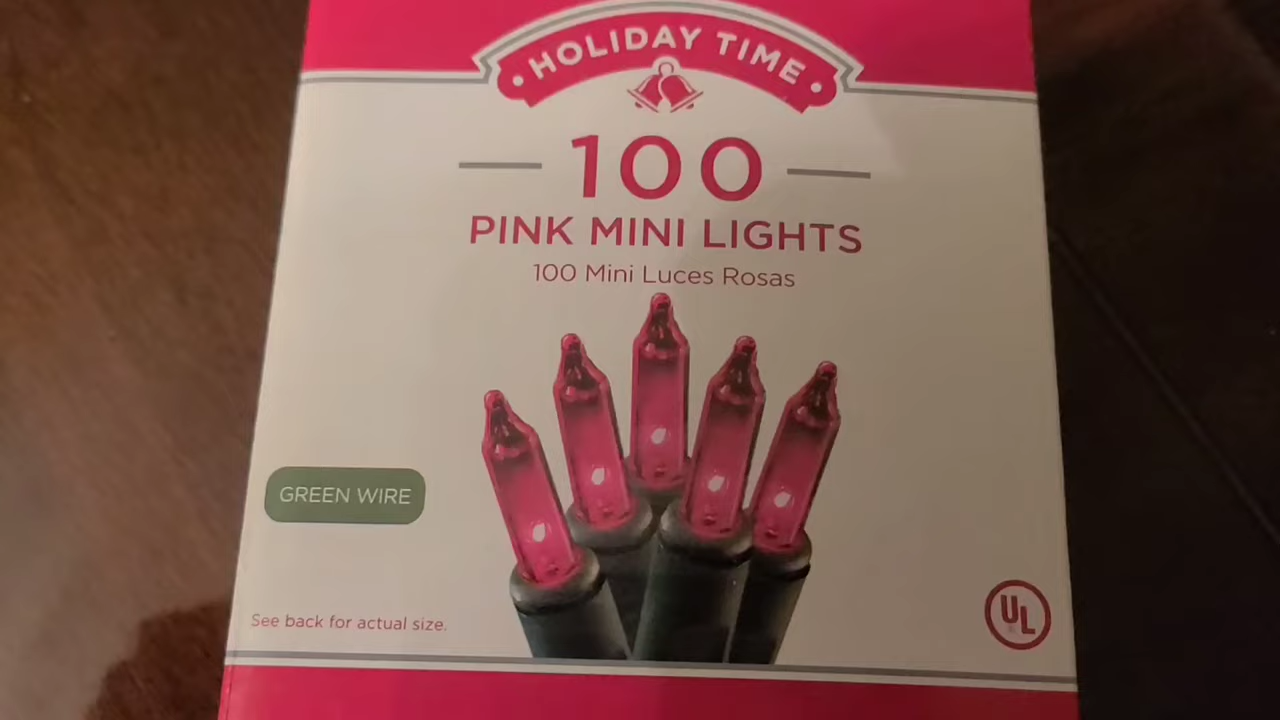 HOLIDAY TIME
100
PINK MINI LIGHTS
100 Mini Luces Rosas
GREEN WIRE
See back for actual size.
UL